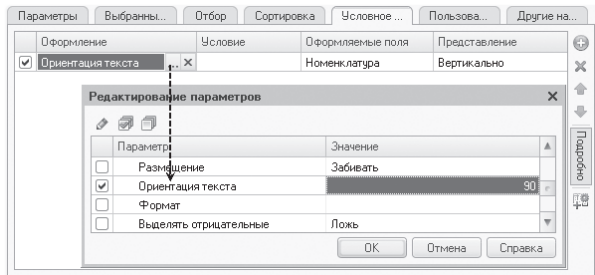 Параметры Выбранны... Отбор Сортировка Условное ... Пользова... Другие на...
Оформление Условие Оформляемые поля Представление
Ориентация текста ... × Номенклатура Вертикально
Редактирование параметров ×
Параметр Значение
Размещение Забивать
Ориентация текста 90
Формат
Выделять отрицательные Ложь
OK Отмена Справка
Подробно